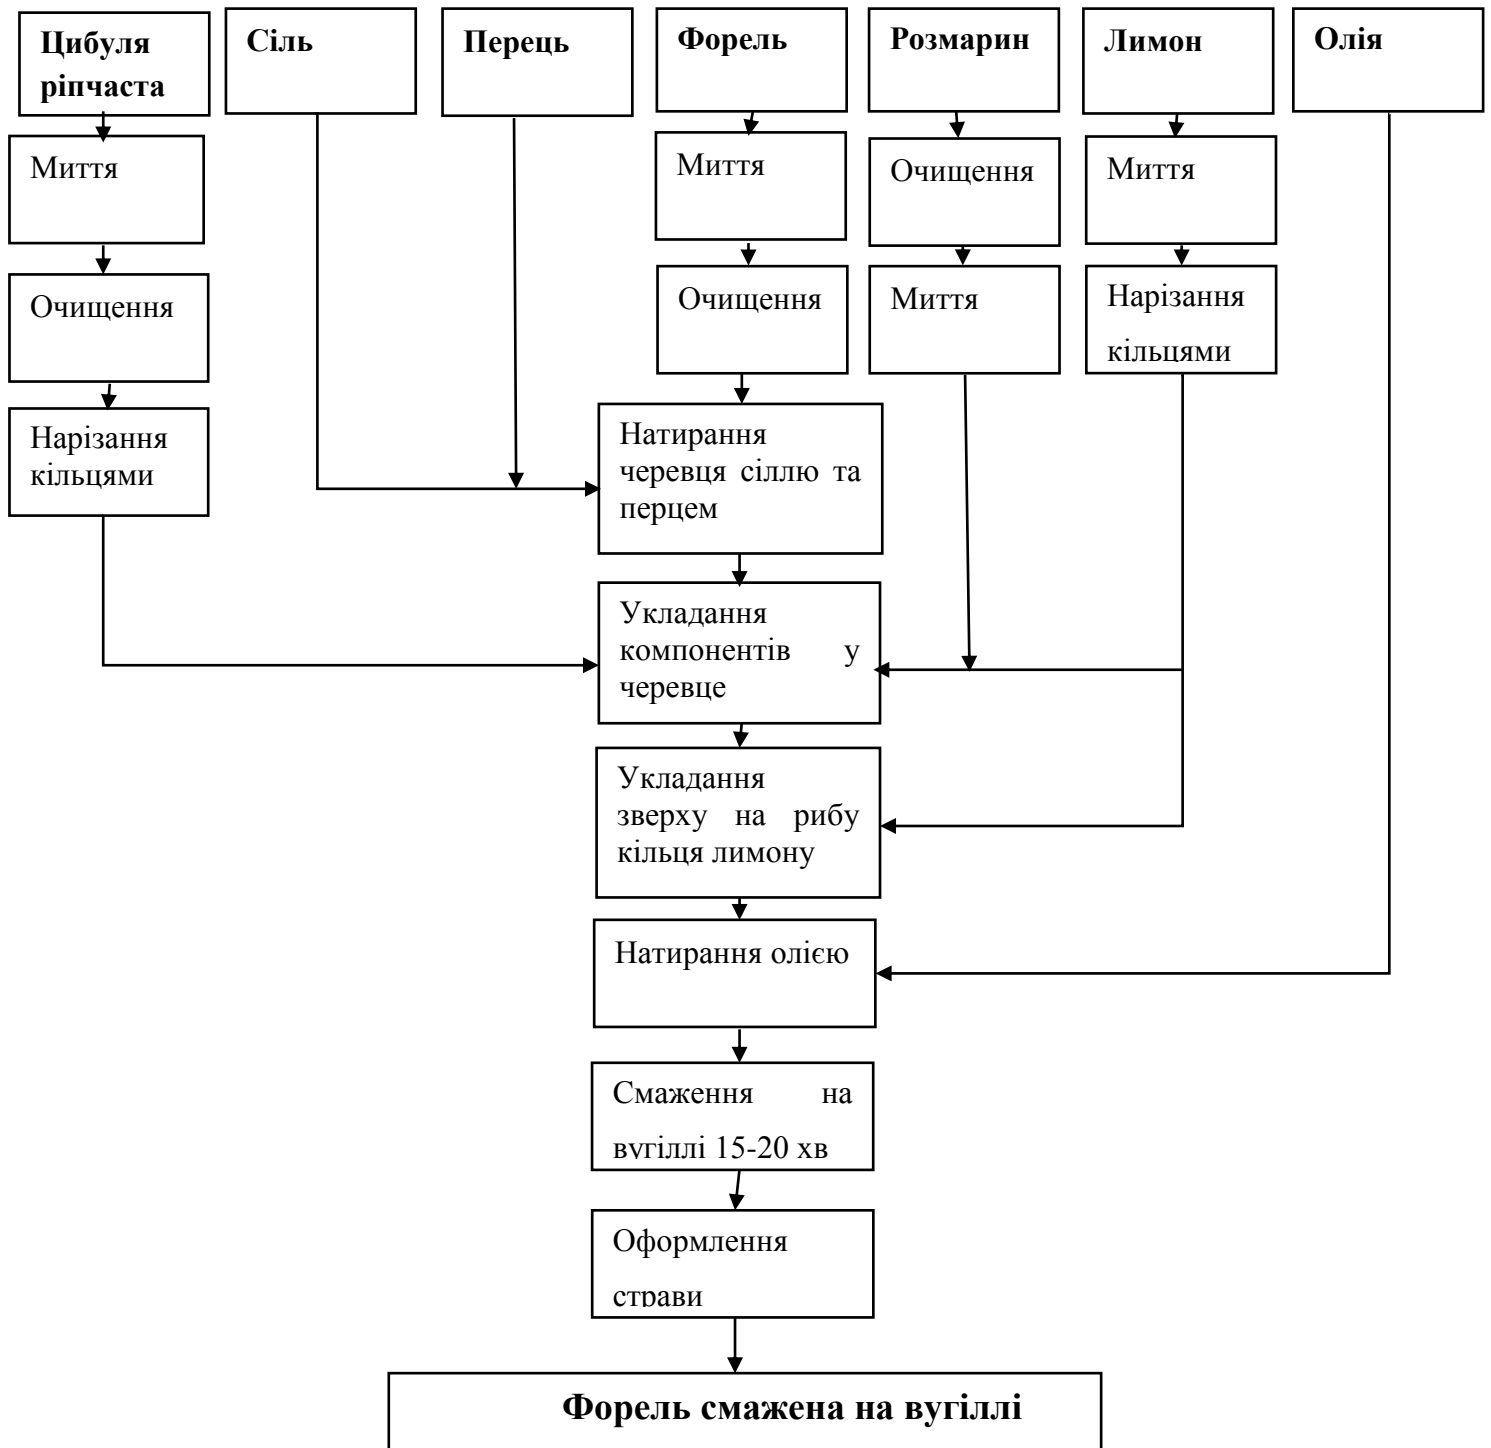 Цибуля
ріпчаста
Сіль
Перець
Форель
Розмарин
Лимон
Олія
Миття
Миття
Очищення
Миття
Очищення
Очищення
Миття
Нарізання
кільцями
Нарізання
кільцями
Натирання
черевця сіллю та
перцем
Укладання
компонентів у
черевце
Укладання
зверху на рибу
кільця лимону
Натирання олією
Смаження на
вугіллі 15-20 хв
Оформлення
страви
Форель смажена на вугіллі